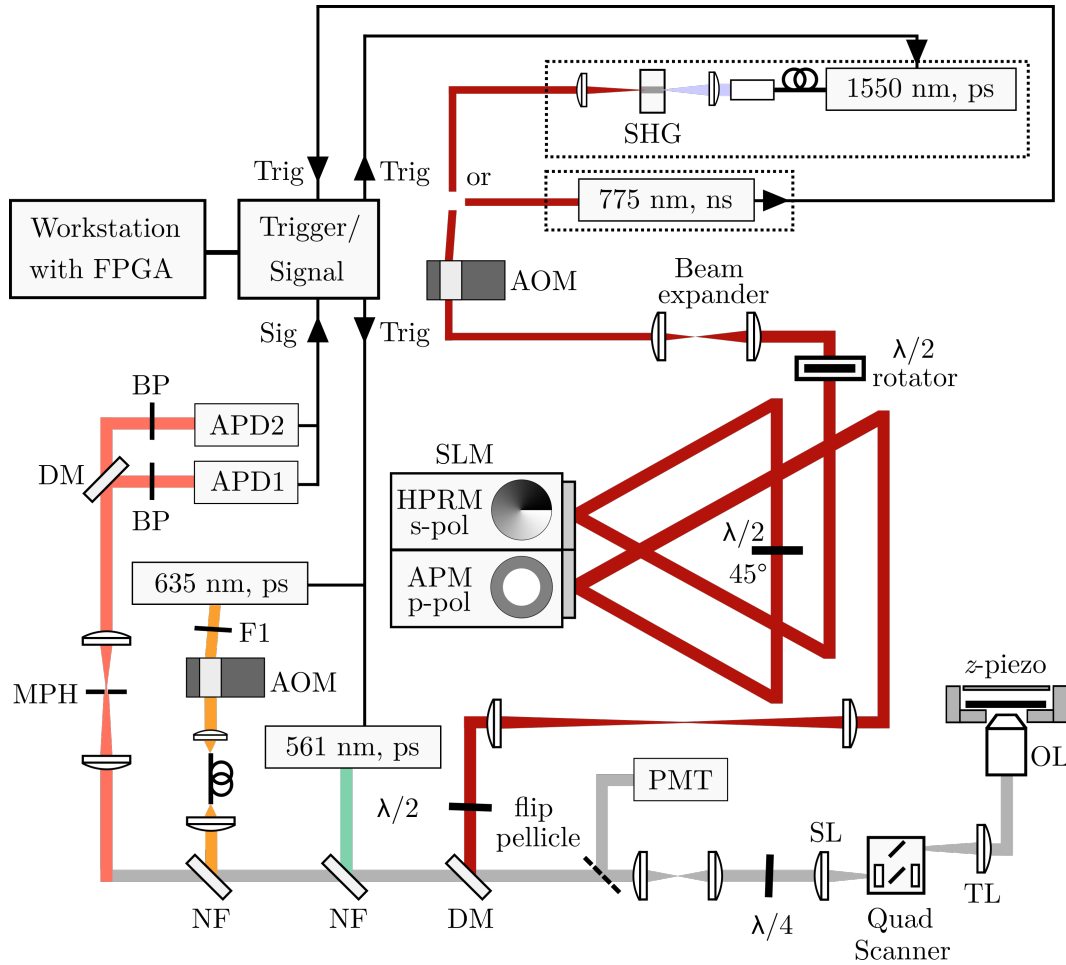 1550 nm, ps
SHG
Trig
Trig
or
775 nm, ns
Workstation
with FPGA
Trigger/
Signal
AOM
Beam
expander
Sig
Trig
λ/2
rotator
BP
APD2
DM
APD1
BP
SLM
HPRM
s-pol
λ/2
45°
APM
p-pol
635 nm, ps
F1
AOM
MPH
z-piezo
561 nm, ps
OL
PMT
λ/2
flip
pellicle
SL
TL
NF
NF
DM
λ/4
Quad
Scanner